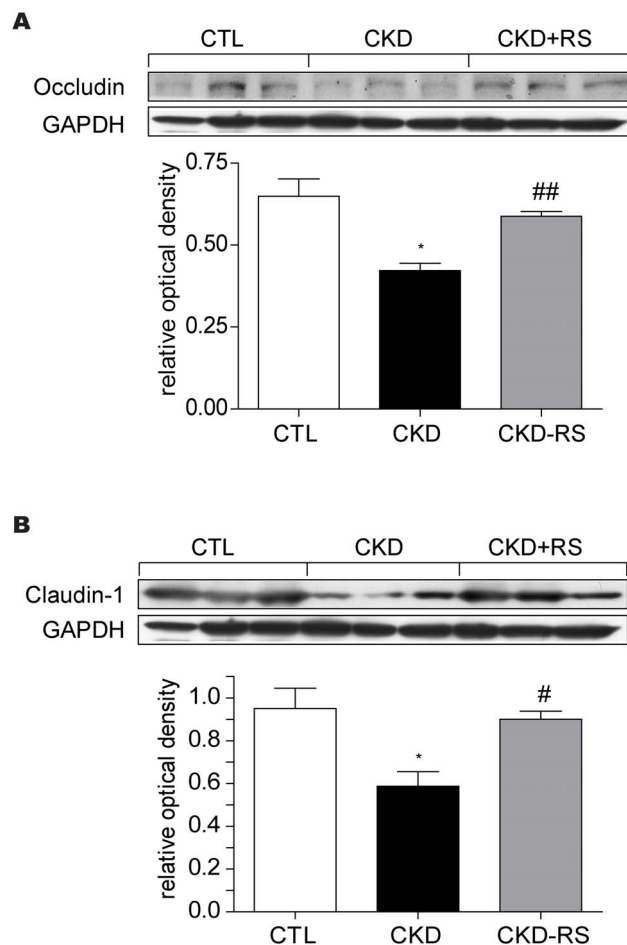 A
CTL CKD CKD+RS
Occludin
GAPDH
relative optical density
0.75
##
0.50
*
0.25
0.00
CTL CKD CKD-RS
B
CTL CKD CKD+RS
Claudin-1
GAPDH
relative optical density
1.0
#
0.8
*
0.6
0.4
0.2
0.0
CTL CKD CKD-RS